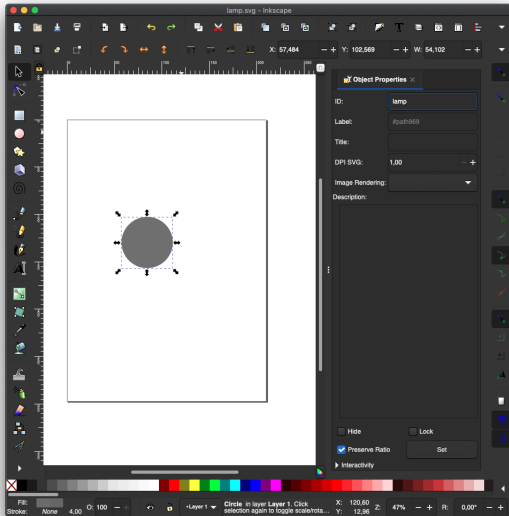 lamp.svg - Inkscape
X: 57,484 − + Y: 102,569 − + W: 54,102 − +
Object Properties ×
ID: lamp
Label: #path869
Title:
DPI SVG: 1,00 − +
Image Rendering:
Description:
Hide Lock
Preserve Ratio Set
Interactivity
Fill: O: 100 − + Layer 1 Circle in layer Layer 1. Click X: 120,60 Z: 47% − + R: 0,00° − +
Stroke: None 4,00 selection again to toggle scale/rota... Y: 12,96